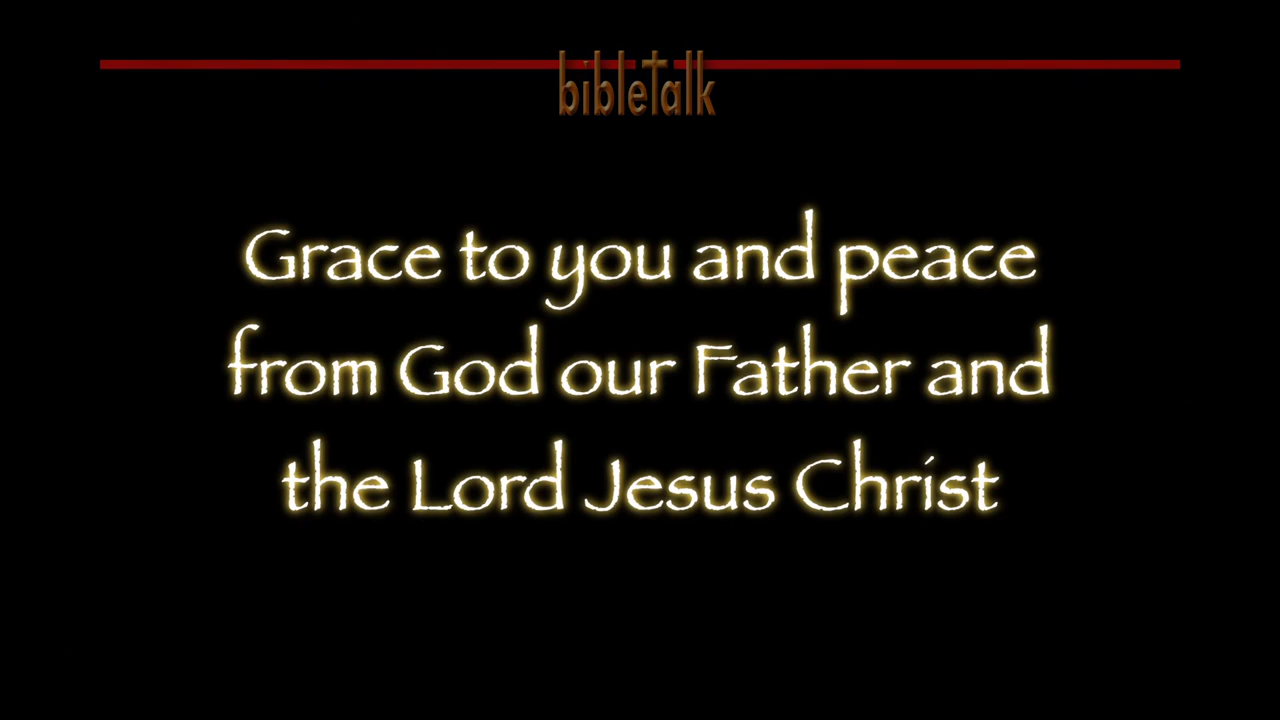 bibleTalk
Grace to you and peace
from God our Father and
the Lord Jesus Christ